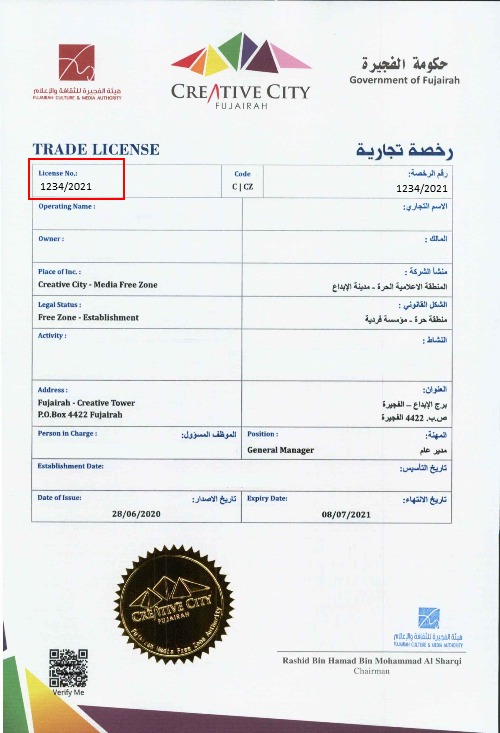 هيئة الفجيرة للثقافة والإعلام
FUJAIRAH CULTURE & MEDIA AUTHORITY
CREATIVE CITY
FUJAIRAH
حكومة الفجيرة
Government of Fujairah
TRADE LICENSE
رخصة تجارية
License No.:
1234/2021
Code
C | CZ
رقم الرخصة:
1234/2021
Operating Name :
الاسم التجاري:
Owner :
المالك :
Place of Inc. :
Creative City - Media Free Zone
منشأ الشركة :
المنطقة الاعلامية الحرة - مدينة الإبداع
Legal Status :
Free Zone - Establishment
الشكل القانوني :
منطقة حرة - مؤسسة فردية
Activity :
النشاط :
Address :
Fujairah - Creative Tower
P.O.Box 4422 Fujairah
العنوان:
برج الإبداع – الفجيرة
ص.ب. 4422 الفجيرة
Person in Charge :
الموظف المسؤول:
Position :
General Manager
المهنة:
مدير عام
Establishment Date:
تاريخ التأسيس:
Date of Issue:
تاريخ الاصدار:
28/06/2020
Expiry Date:
تاريخ الانتهاء:
08/07/2021
CREATIVE CITY
FUJAIRAH
Fujairah Media Free Zone Authority
هيئة الفجيرة للثقافة والإعلام
FUJAIRAH CULTURE & MEDIA AUTHORITY
Rashid Bin Hamad Bin Mohammad Al Sharqi
Chairman
Verify Me